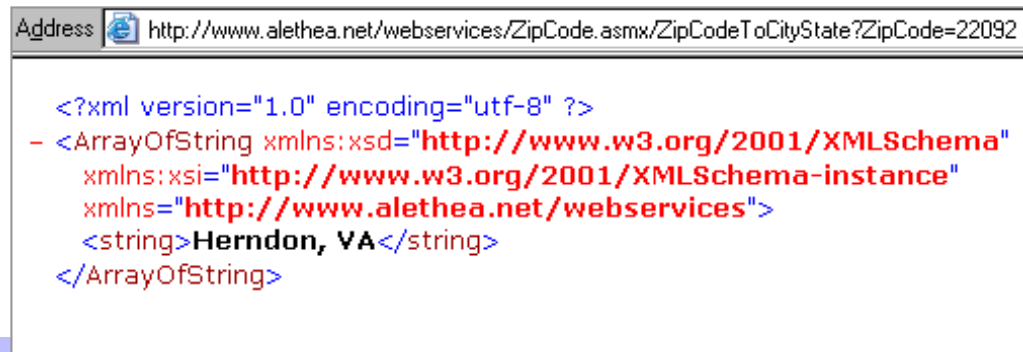 Address http://www.alethea.net/webservices/ZipCode.asmx/ZipCodeToCityState?ZipCode=22092
<?xml version="1.0" encoding="utf-8" ?>
- <ArrayOfString xmlns:xsd="http://www.w3.org/2001/XMLSchema"
xmlns:xsi="http://www.w3.org/2001/XMLSchema-instance"
xmlns="http://www.alethea.net/webservices">
<string>Herndon, VA</string>
</ArrayOfString>